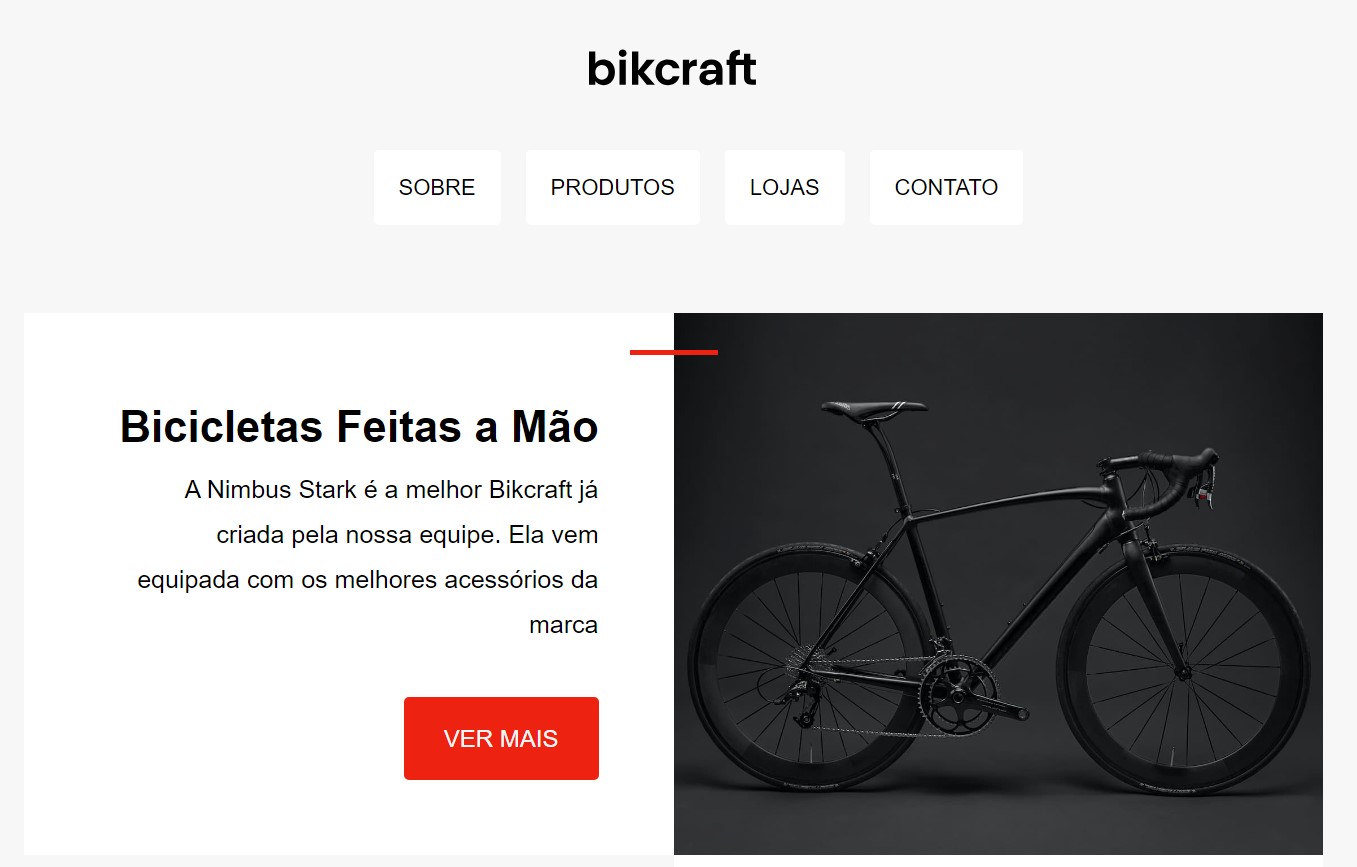 bikcraft
SOBRE PRODUTOS LOJAS CONTATO
Bicicletas Feitas a Mão
A Nimbus Stark é a melhor Bikcraft já
criada pela nossa equipe. Ela vem
equipada com os melhores acessórios da
marca
VER MAIS